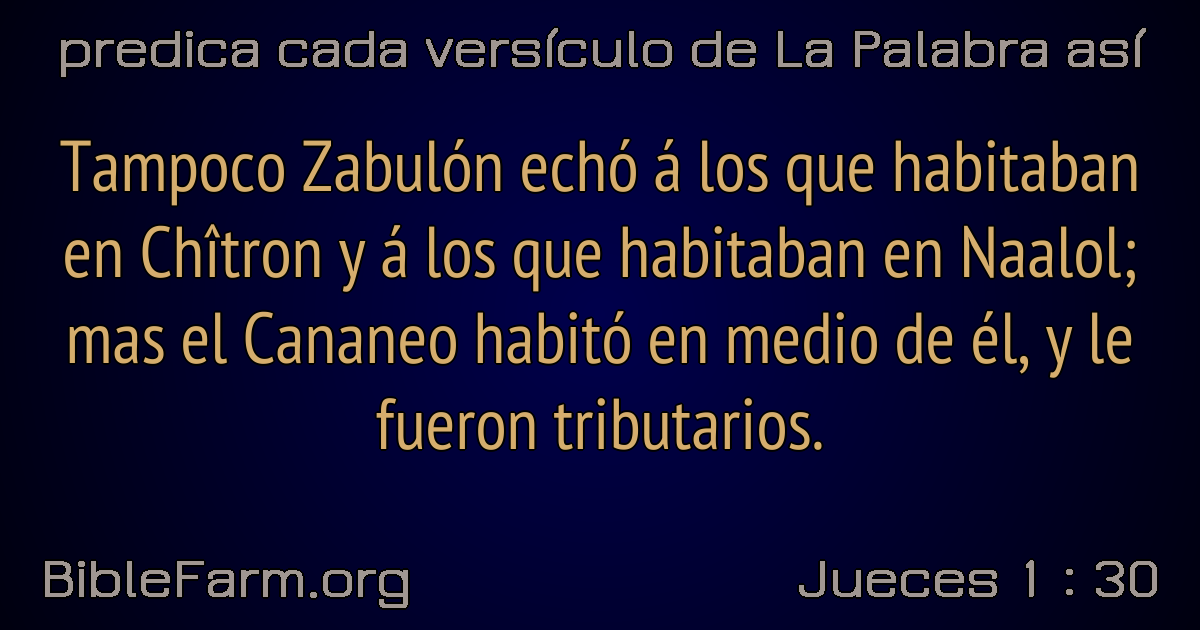 predica cada versículo de La Palabra así
Tampoco Zabulón echó á los que habitaban
en Chîtron y á los que habitaban en Naalol;
mas el Cananeo habitó en medio de él, y le
fueron tributarios.
BibleFarm.org
Jueces 1 : 30